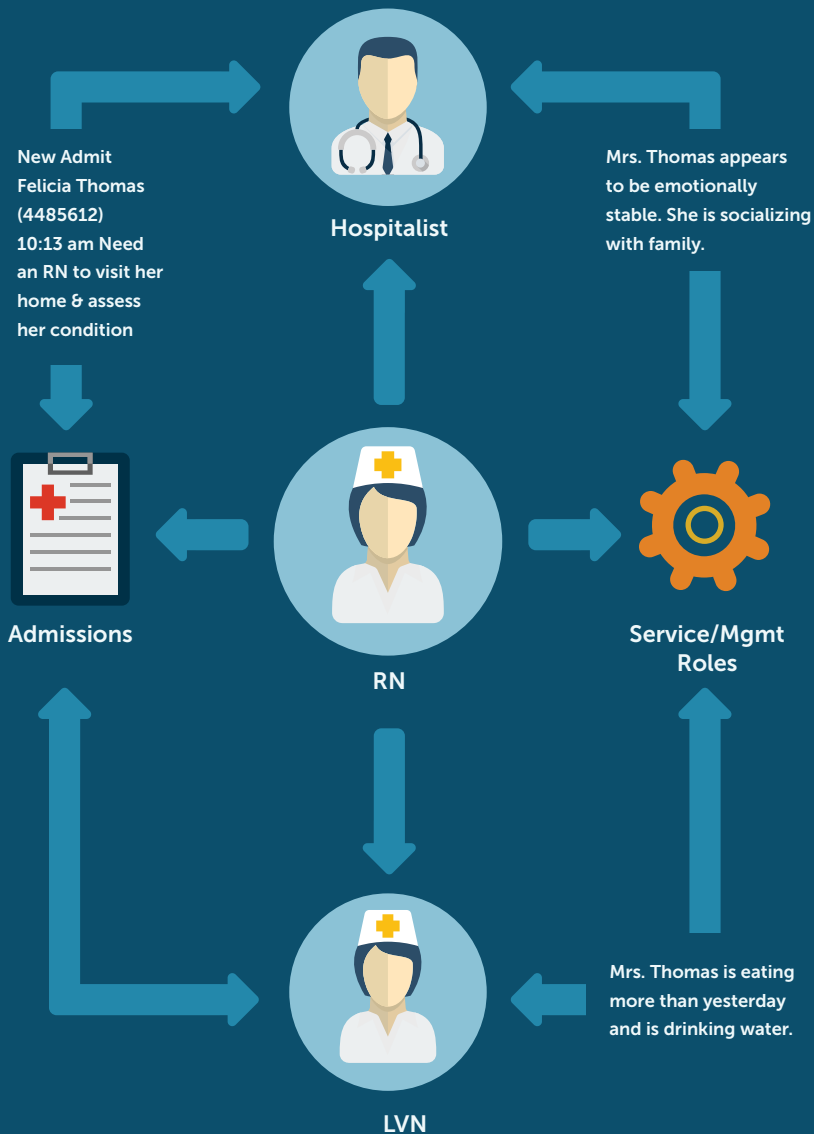 New Admit
Felicia Thomas
(4485612)
10:13 am Need
an RN to visit her
home & assess
her condition
Hospitalist
Mrs. Thomas appears
to be emotionally
stable. She is socializing
with family.
Admissions
RN
Service/Mgmt
Roles
Mrs. Thomas is eating
more than yesterday
and is drinking water.
LVN